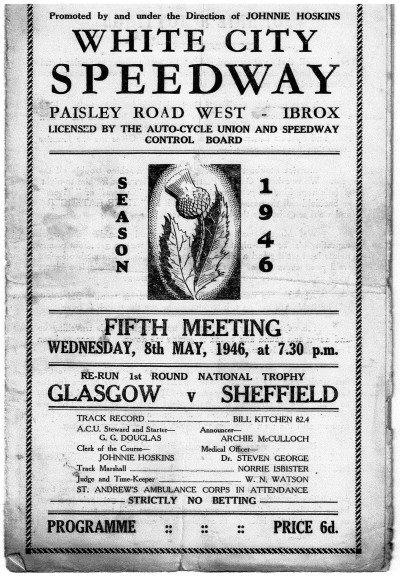 Promoted by and under the Direction of JOHNNIE HOSKINS
WHITE CITY
SPEEDWAY
PAISLEY ROAD WEST - IBROX
LICENSED BY THE AUTO-CYCLE UNION AND SPEEDWAY
CONTROL BOARD
SEASON 1946
FIFTH MEETING
WEDNESDAY, 8th MAY, 1946, at 7.30 p.m.
RE-RUN 1st ROUND NATIONAL TROPHY
GLASGOW v SHEFFIELD
TRACK RECORD BILL KITCHEN 82.4
A.C.U. Steward and Starter— Announcer—
G. G. DOUGLAS ARCHIE McCULLOCH
Clerk of the Course— Medical Officer—
JOHNNIE HOSKINS Dr. STEVEN GEORGE
Track Marshall NORRIE ISBISTER
Judge and Time-Keeper W. N. WATSON
ST. ANDREW'S AMBULANCE CORPS IN ATTENDANCE
STRICTLY NO BETTING
PROGRAMME :: :: :: PRICE 6d.